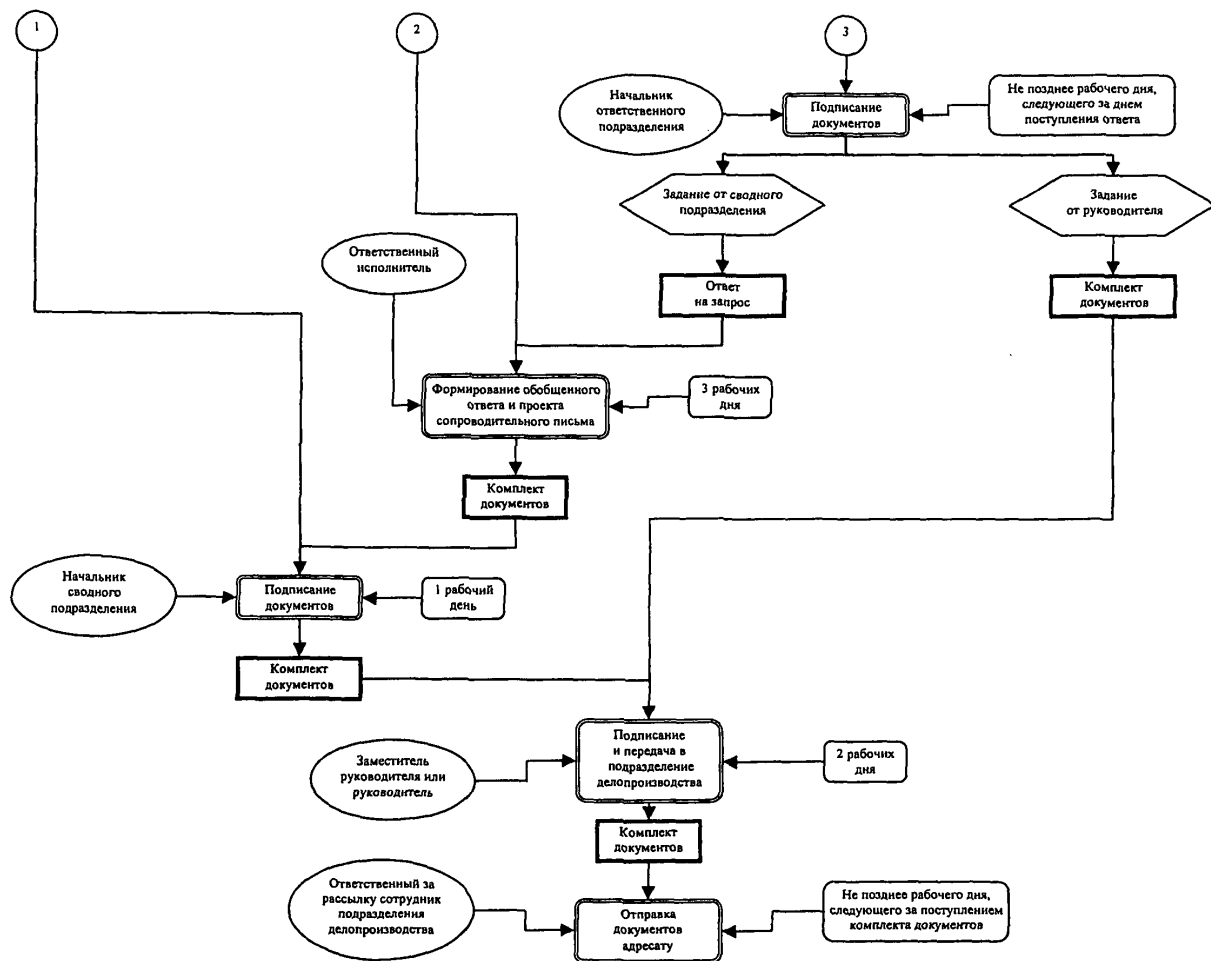 1
2
3
Начальник
ответственного
подразделения
Подписание
документов
Не позднее рабочего дня,
следующего за днем
поступления ответа
Задание от сводного
подразделения
Задание
от руководителя
Ответственный
исполнитель
Ответ
на запрос
Комплект
документов
Формирование обобщенного
ответа и проекта
сопроводительного письма
3 рабочих
дня
Комплект
документов
Начальник
сводного
подразделения
Подписание
документов
1 рабочий
день
Комплект
документов
Заместитель
руководителя или
руководитель
Подписание
и передача в
подразделение
делопроизводства
2 рабочих
дня
Комплект
документов
Ответственный за
рассылку сотрудник
подразделения
делопроизводства
Отправка
документов
адресату
Не позднее рабочего дня,
следующего за поступлением
комплекта документов